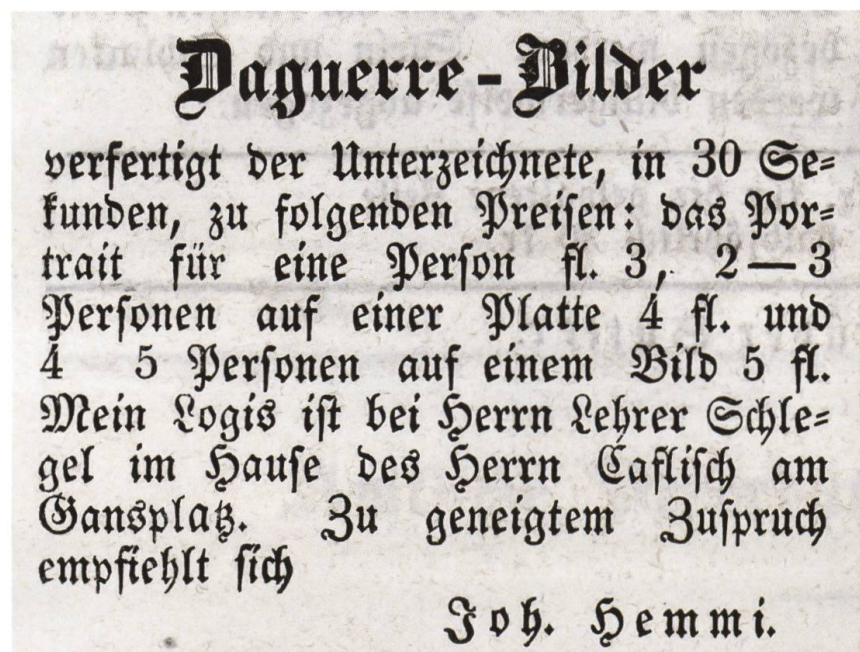 Daguerre-Bilder
verfertigt der Unterzeichnete, in 30 Se=
kunden, zu folgenden Preisen: das Por=
trait für eine Person fl. 3, 2—3
Personen auf einer Platte 4 fl. und
4 5 Personen auf einem Bild 5 fl.
Mein Logis ist bei Herrn Lehrer Schle=
gel im Hause des Herrn Caflisch am
Gansplatz. Zu geneigtem Zuspruch
empfiehlt sich
Joh. Hemmi.